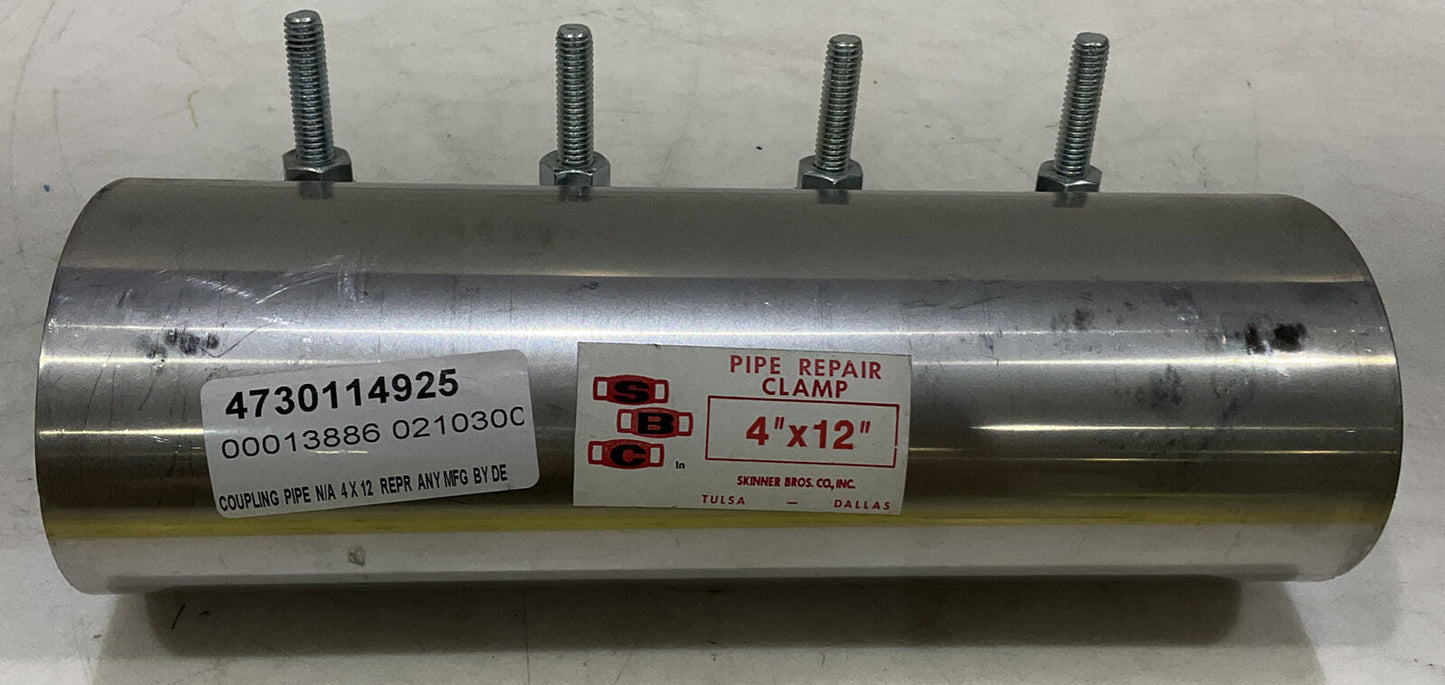 4730114925
00013886 021030C
COUPLING PIPE N/A 4 X 12 REPR ANY MFG BY DE
S
B
C
In
PIPE REPAIR
CLAMP
4"x12"
SKINNER BROS. CO., INC.
TULSA — DALLAS